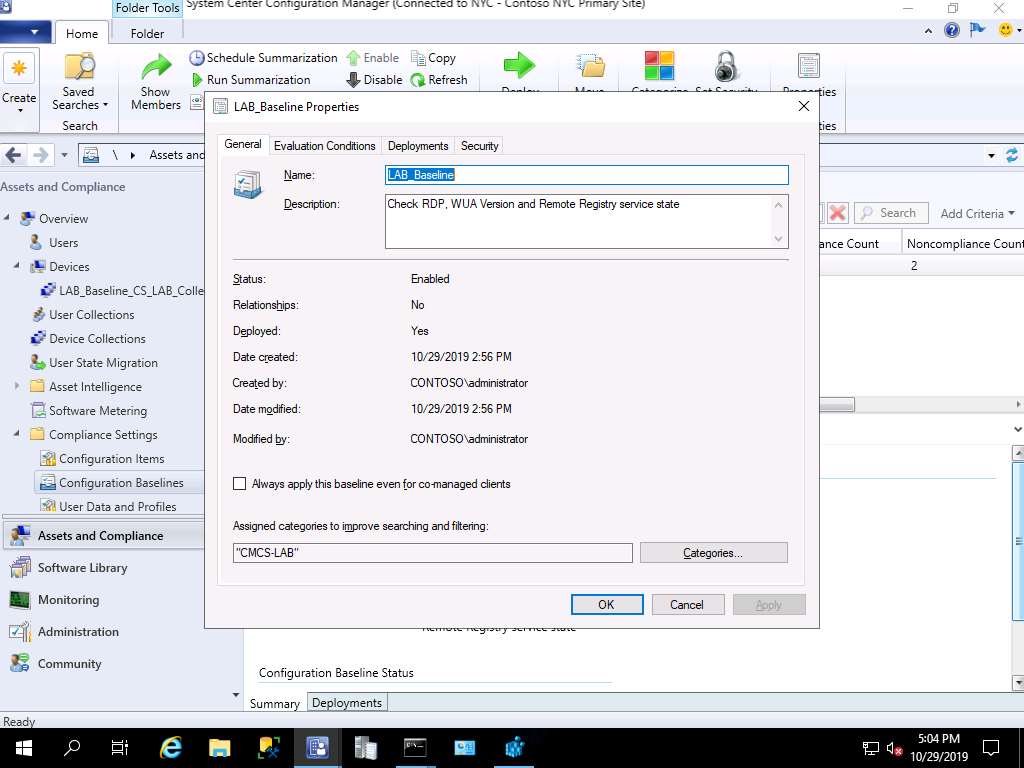 Folder Tools
System Center Configuration Manager (Connected to NYC - Contoso NYC Primary Site)
Home
Folder
Create
Saved
Searches
Search
Show
Members
Schedule Summarization
Run Summarization
Enable
Disable
Copy
Refresh
Deploy
Move
Categorize
Set Security
Properties
\
Assets and
Assets and Compliance
Overview
Users
Devices
LAB_Baseline_CS_LAB_Colle
User Collections
Device Collections
User State Migration
Asset Intelligence
Software Metering
Compliance Settings
Configuration Items
Configuration Baselines
User Data and Profiles
Assets and Compliance
Software Library
Monitoring
Administration
Community
LAB_Baseline Properties
General
Evaluation Conditions
Deployments
Security
Name:
LAB_Baseline
Description:
Check RDP, WUA Version and Remote Registry service state
Status:
Enabled
Relationships:
No
Deployed:
Yes
Date created:
10/29/2019 2:56 PM
Created by:
CONTOSO\administrator
Date modified:
10/29/2019 2:56 PM
Modified by:
CONTOSO\administrator
Always apply this baseline even for co-managed clients
Assigned categories to improve searching and filtering:
"CMCS-LAB"
Categories...
OK
Cancel
Apply
Search
Add Criteria
ance Count
Noncompliance Count
2
Remote Registry service state
Configuration Baseline Status
Summary
Deployments
Ready
5:04 PM
10/29/2019